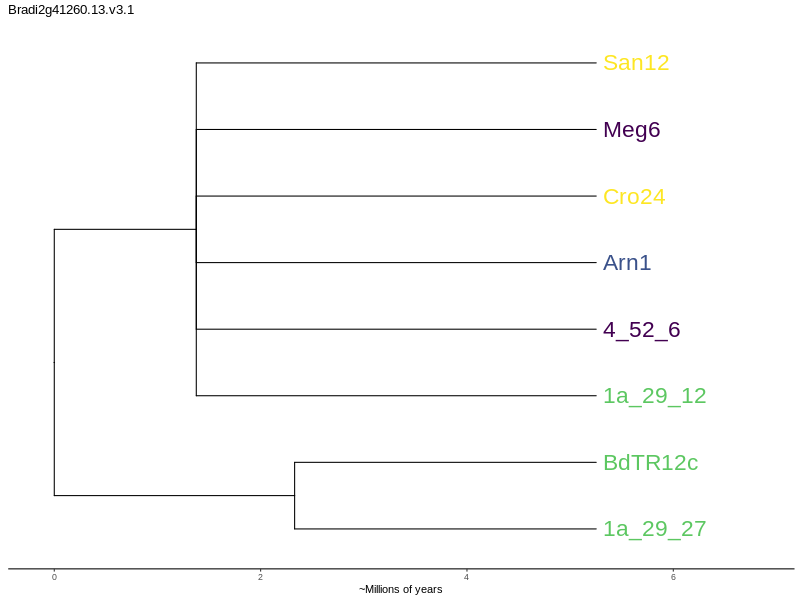 Bradi2g41260.13.v3.1
San12
Meg6
Cro24
Arn1
4_52_6
1a_29_12
BdTR12c
1a_29_27
0 2 4 6
~Millions of years